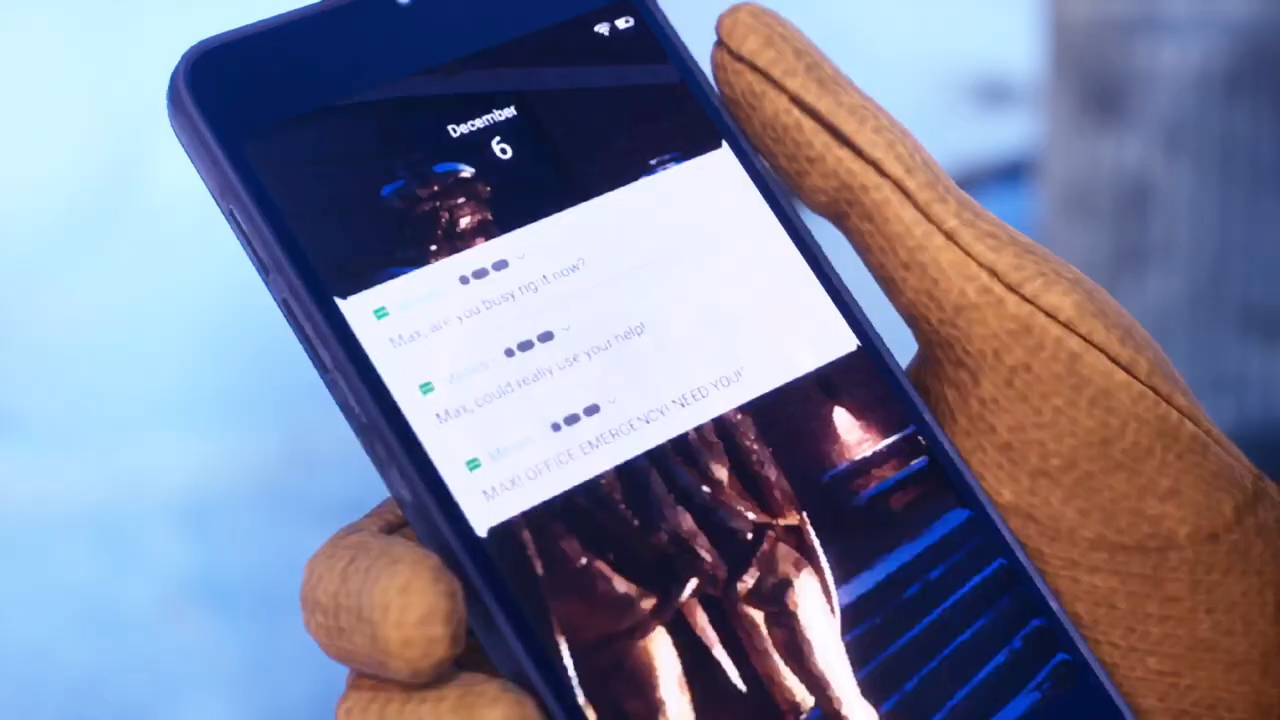 December
6
Max, are you busy right now?
Max, could really use your help!
MAX! OFFICE EMERGENCY! NEED YOU!